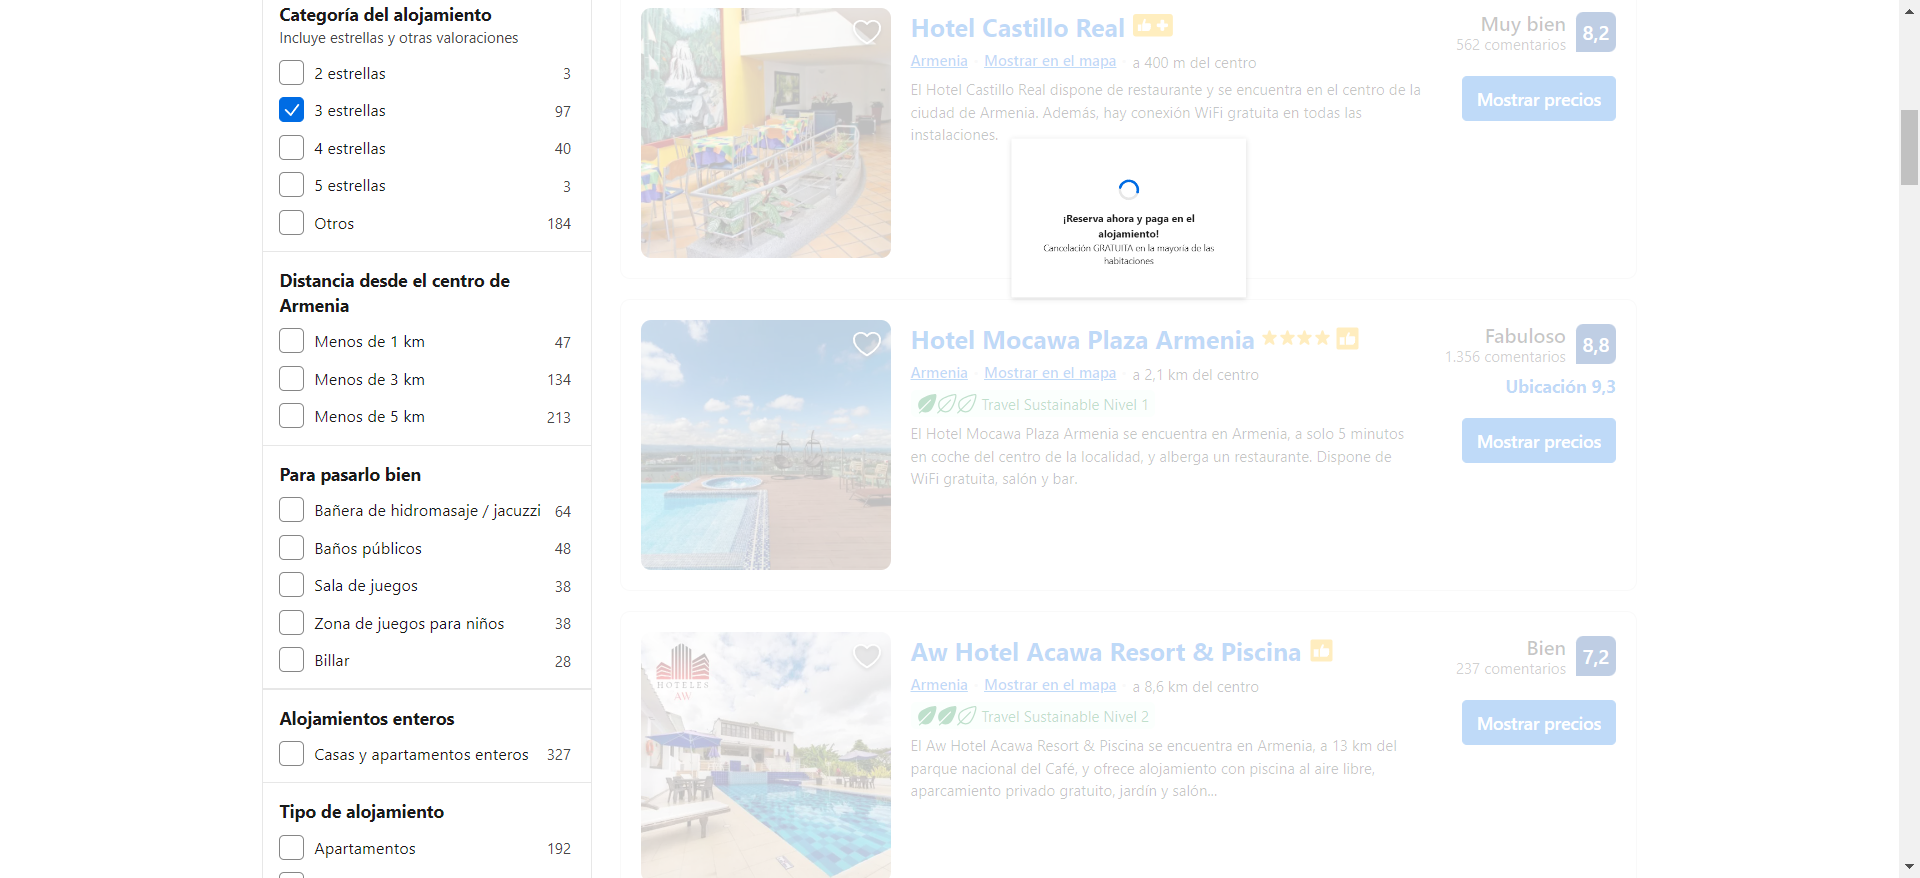 Categoría del alojamiento
Incluye estrellas y otras valoraciones
2 estrellas 3
3 estrellas 97
4 estrellas 40
5 estrellas 3
Otros 184
Distancia desde el centro de
Armenia
Menos de 1 km 47
Menos de 3 km 134
Menos de 5 km 213
Para pasarlo bien
Bañera de hidromasaje / jacuzzi 64
Baños públicos 48
Sala de juegos 38
Zona de juegos para niños 38
Billar 28
Alojamientos enteros
Casas y apartamentos enteros 327
Tipo de alojamiento
Apartamentos 192
Hotel Castillo Real
Armenia · Mostrar en el mapa · a 400 m del centro
El Hotel Castillo Real dispone de restaurante y se encuentra en el centro de la
ciudad de Armenia. Además, hay conexión WiFi gratuita en todas las
instalaciones.
Muy bien
562 comentarios
8,2
Mostrar precios
¡Reserva ahora y paga en el
alojamiento!
Cancelación GRATUITA en la mayoría de las
habitaciones
Hotel Mocawa Plaza Armenia
Armenia · Mostrar en el mapa · a 2,1 km del centro
Travel Sustainable Nivel 1
El Hotel Mocawa Plaza Armenia se encuentra en Armenia, a solo 5 minutos
en coche del centro de la localidad, y alberga un restaurante. Dispone de
WiFi gratuita, salón y bar.
Fabuloso
1.356 comentarios
8,8
Ubicación 9,3
Mostrar precios
HOTELES
AW
Aw Hotel Acawa Resort & Piscina
Armenia · Mostrar en el mapa · a 8,6 km del centro
Travel Sustainable Nivel 2
El Aw Hotel Acawa Resort & Piscina se encuentra en Armenia, a 13 km del
parque nacional del Café, y ofrece alojamiento con piscina al aire libre,
aparcamiento privado gratuito, jardín y salón...
Bien
237 comentarios
7,2
Mostrar precios